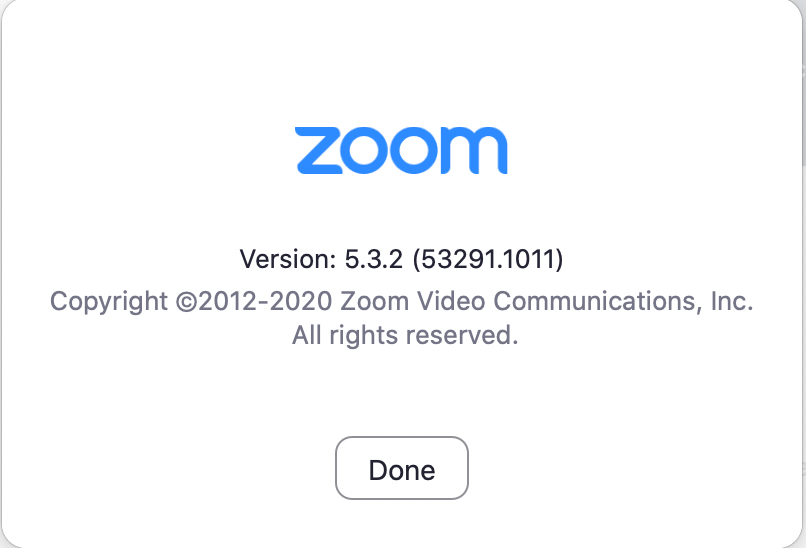 zoom
Version: 5.3.2 (53291.1011)
Copyright ©2012-2020 Zoom Video Communications, Inc.
All rights reserved.
Done